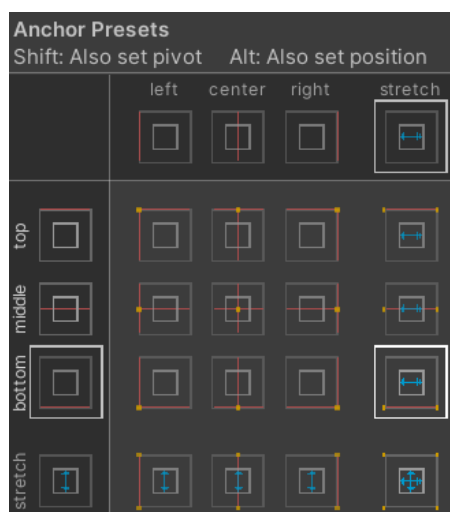 Anchor Presets
Shift: Also set pivot Alt: Also set position
left center right stretch
top
middle
bottom
stretch